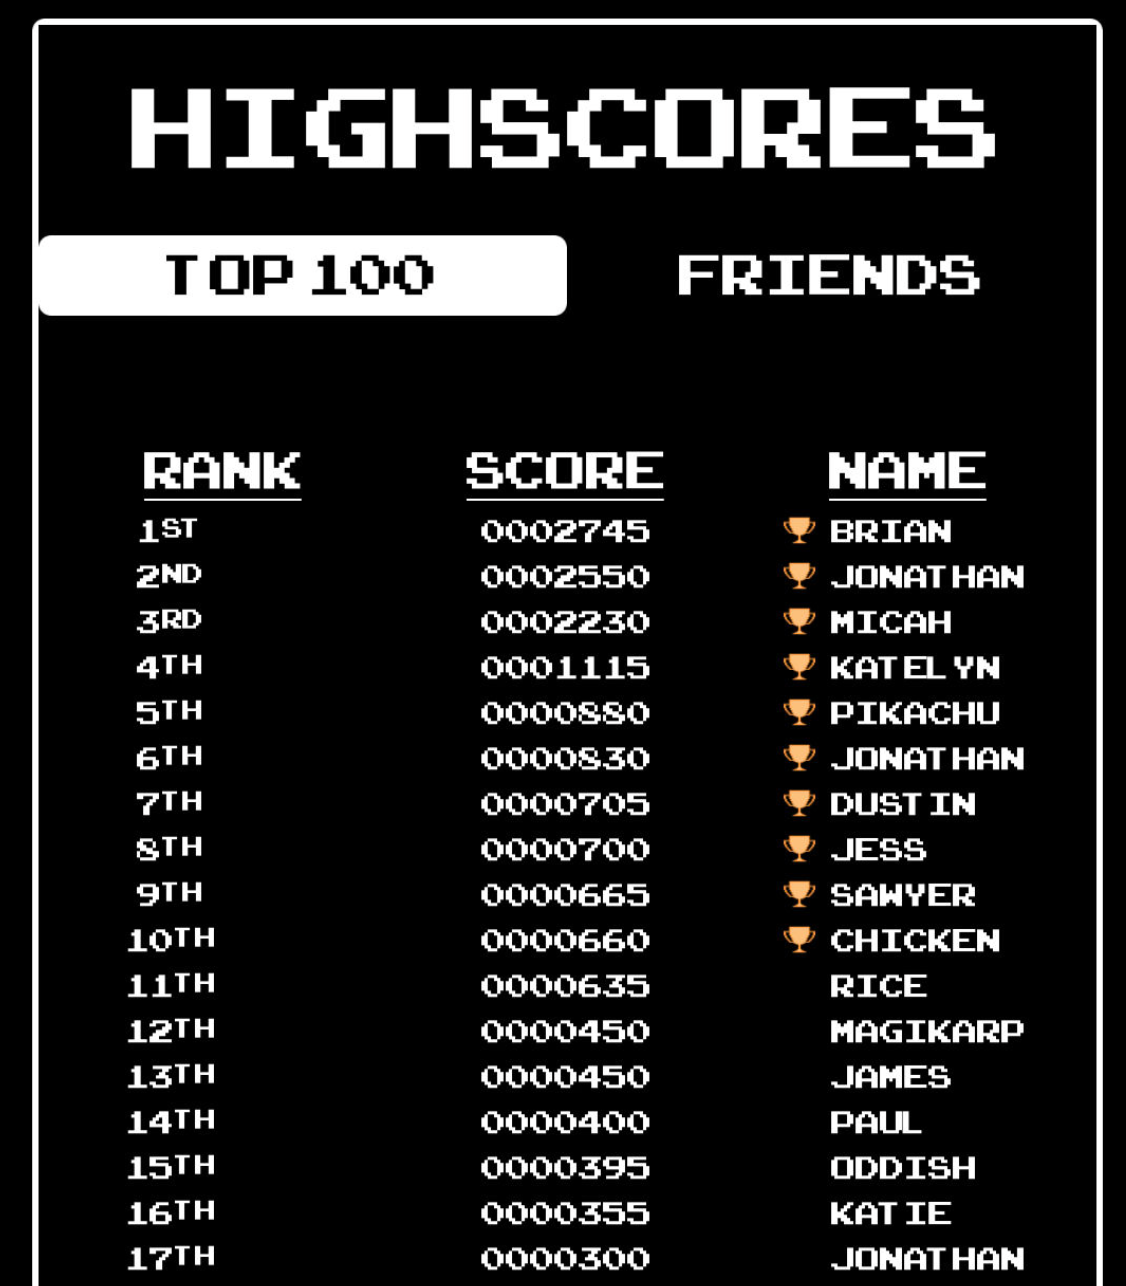 HIGHSCORES
TOP 100 FRIENDS
RANK SCORE NAME
1ST 0002745 BRIAN
2ND 0002550 JONATHAN
3RD 0002230 MICAH
4TH 0001115 KATELYN
5TH 0000880 PIKACHU
6TH 0000830 JONATHAN
7TH 0000705 DUSTIN
8TH 0000700 JESS
9TH 0000665 SAWYER
10TH 0000660 CHICKEN
11TH 0000635 RICE
12TH 0000450 MAGIKARP
13TH 0000450 JAMES
14TH 0000400 PAUL
15TH 0000395 ODDISH
16TH 0000355 KATIE
17TH 0000300 JONATHAN